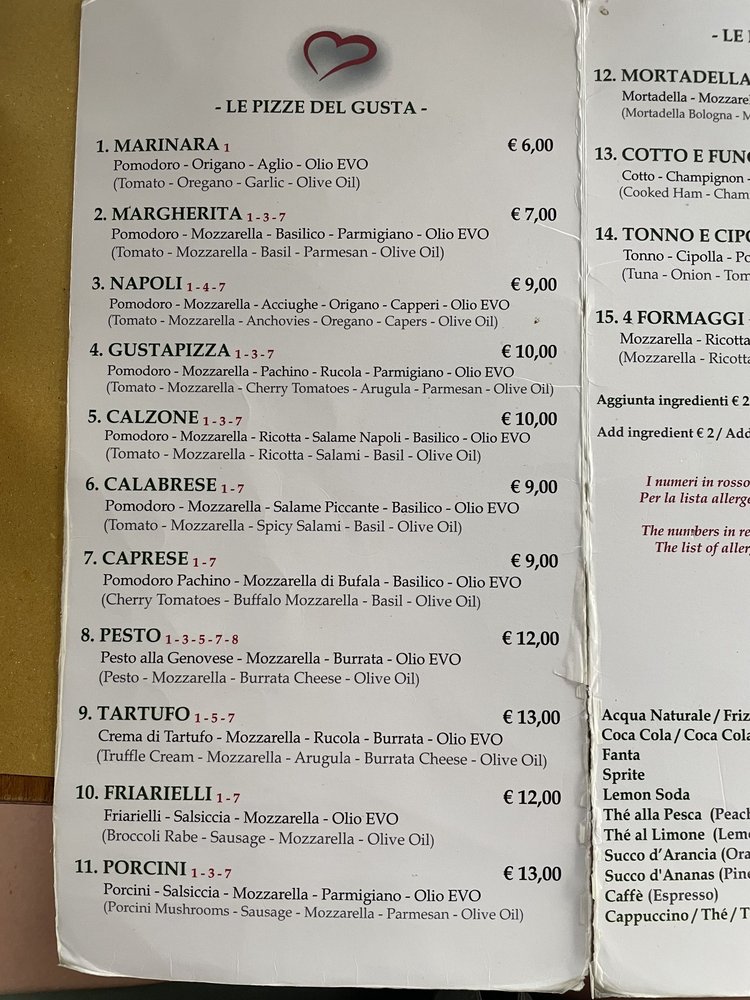 - LE PIZZE DEL GUSTA -
1. MARINARA 1 € 6,00
Pomodoro - Origano - Aglio - Olio EVO
(Tomato - Oregano - Garlic - Olive Oil)
2. MARGHERITA 1 - 3 - 7 € 7,00
Pomodoro - Mozzarella - Basilico - Parmigiano - Olio EVO
(Tomato - Mozzarella - Basil - Parmesan - Olive Oil)
3. NAPOLI 1 - 4 - 7 € 9,00
Pomodoro - Mozzarella - Acciughe - Origano - Capperi - Olio EVO
(Tomato - Mozzarella - Anchovies - Oregano - Capers - Olive Oil)
4. GUSTAPIZZA 1 - 3 - 7 € 10,00
Pomodoro - Mozzarella - Pachino - Rucola - Parmigiano - Olio EVO
(Tomato - Mozzarella - Cherry Tomatoes - Arugula - Parmesan - Olive Oil)
5. CALZONE 1 - 3 - 7 € 10,00
Pomodoro - Mozzarella - Ricotta - Salame Napoli - Basilico - Olio EVO
(Tomato - Mozzarella - Ricotta - Salami - Basil - Olive Oil)
6. CALABRESE 1 - 7 € 9,00
Pomodoro - Mozzarella - Salame Piccante - Basilico - Olio EVO
(Tomato - Mozzarella - Spicy Salami - Basil - Olive Oil)
7. CAPRESE 1 - 7 € 9,00
Pomodoro Pachino - Mozzarella di Bufala - Basilico - Olio EVO
(Cherry Tomatoes - Buffalo Mozzarella - Basil - Olive Oil)
8. PESTO 1 - 3 - 5 - 7 - 8 € 12,00
Pesto alla Genovese - Mozzarella - Burrata - Olio EVO
(Pesto - Mozzarella - Burrata Cheese - Olive Oil)
9. TARTUFO 1 - 5 - 7 € 13,00
Crema di Tartufo - Mozzarella - Rucola - Burrata - Olio EVO
(Truffle Cream - Mozzarella - Arugula - Burrata Cheese - Olive Oil)
10. FRIARIELLI 1 - 7 € 12,00
Friarielli - Salsiccia - Mozzarella - Olio EVO
(Broccoli Rabe - Sausage - Mozzarella - Olive Oil)
11. PORCINI 1 - 3 - 7 € 13,00
Porcini - Salsiccia - Mozzarella - Parmigiano - Olio EVO
(Porcini Mushrooms - Sausage - Mozzarella - Parmesan - Olive Oil)
- LE
12. MORTADELLA
Mortadella - Mozzarel
(Mortadella Bologna - M
13. COTTO E FUN
Cotto - Champignon -
(Cooked Ham - Cham
14. TONNO E CIPO
Tonno - Cipolla - Po
(Tuna - Onion - Tom
15. 4 FORMAGGI
Mozzarella - Ricotta
(Mozzarella - Ricotta
Aggiunta ingredienti € 2
Add ingredient € 2 / Add
I numeri in rosso
Per la lista allerge
The numbers in re
The list of aller
Acqua Naturale / Friz
Coca Cola / Coca Cola
Fanta
Sprite
Lemon Soda
Thé alla Pesca (Peach
Thé al Limone (Lem
Succo d'Arancia (Ora
Succo d'Ananas (Pine
Caffè (Espresso)
Cappuccino / Thé / T